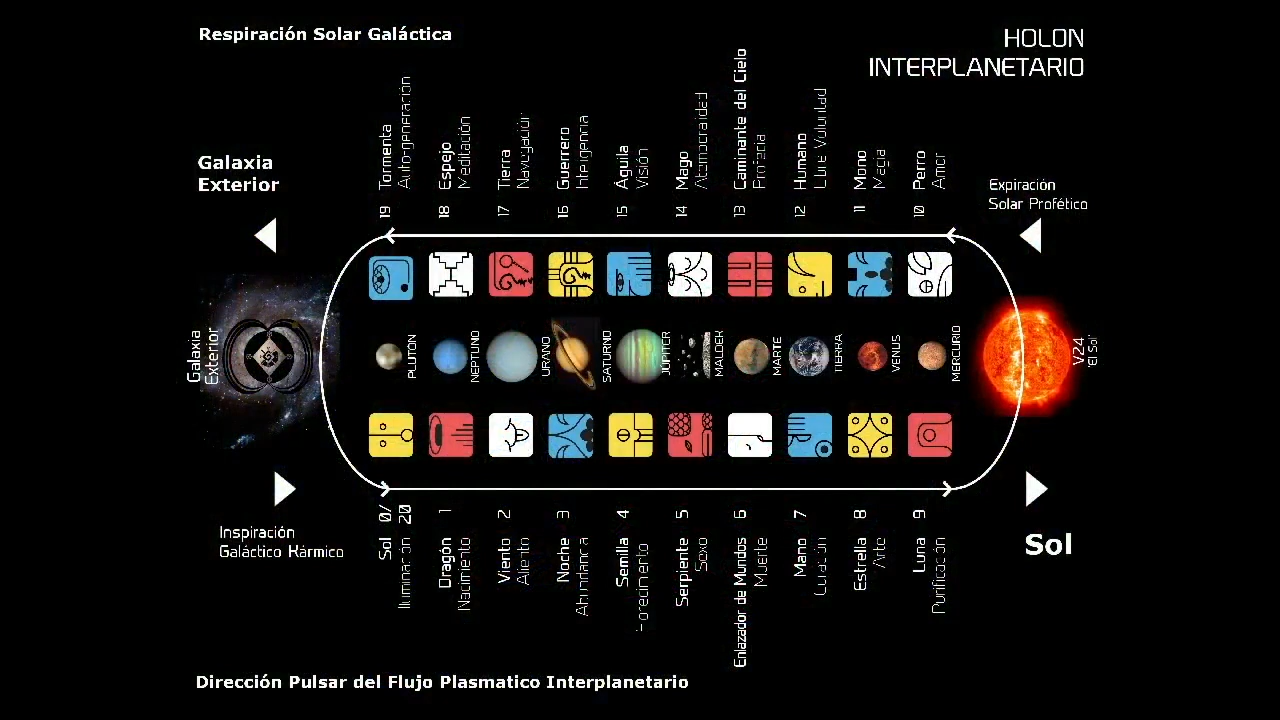 Respiración Solar Galáctica
HOLON
INTERPLANETARIO
Galaxia
Exterior
19
Tormenta
Auto-generación
18
Espejo
Meditación
17
Tierra
Navegación
16
Guerrero
Inteligencia
15
Águila
Visión
14
Mago
Atemporalidad
13
Caminante del Cielo
Profecía
12
Humano
Libre Voluntad
11
Mono
Magia
10
Perro
Amor
Expiración
Solar Profético
Galaxia
Exterior
PLUTÓN
NEPTUNO
URANO
SATURNO
JÚPITER
MALDEK
MARTE
TIERRA
VENUS
MERCURIO
V24
"El Sol"
Inspiración
Galáctico Kármico
Sol 0/
Iluminación 20
Dragón 1
Nacimiento
Viento 2
Aliento
Noche 3
Abundancia
Semilla 4
Florecimiento
Serpiente 5
Sexo
Enlazador de Mundos 6
Muerte
Mano 7
Curación
Estrella 8
Arte
Luna 9
Purificación
Sol
Dirección Pulsar del Flujo Plasmatico Interplanetario